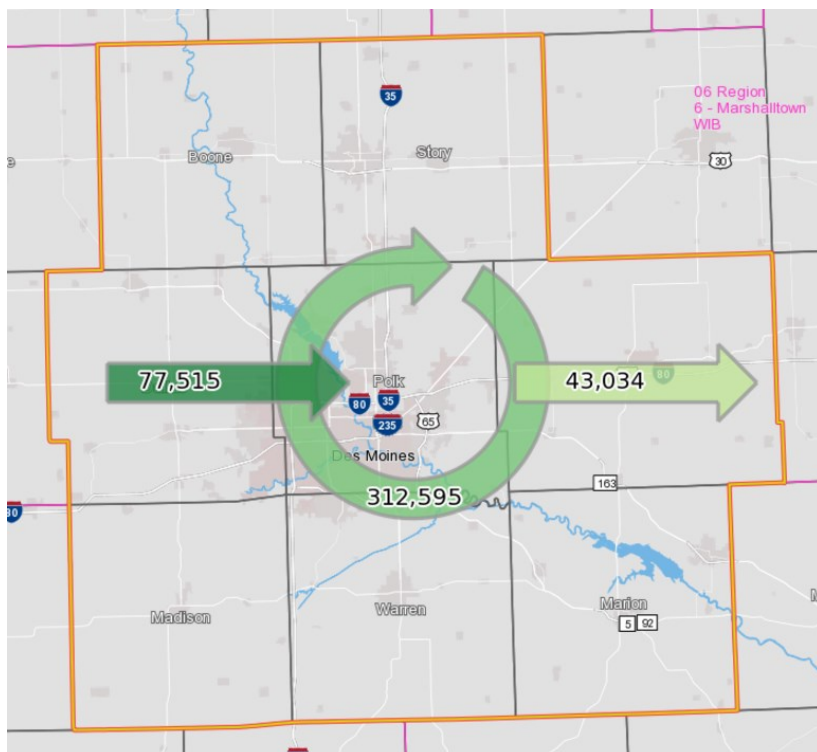 35
06 Region
6 - Marshalltown
WIB
Boone
Story
30
e
77,515
Polk
80
35
235
65
43,034
80
Des Moines
312,595
163
80
Madison
Warren
Marion
5
92
M